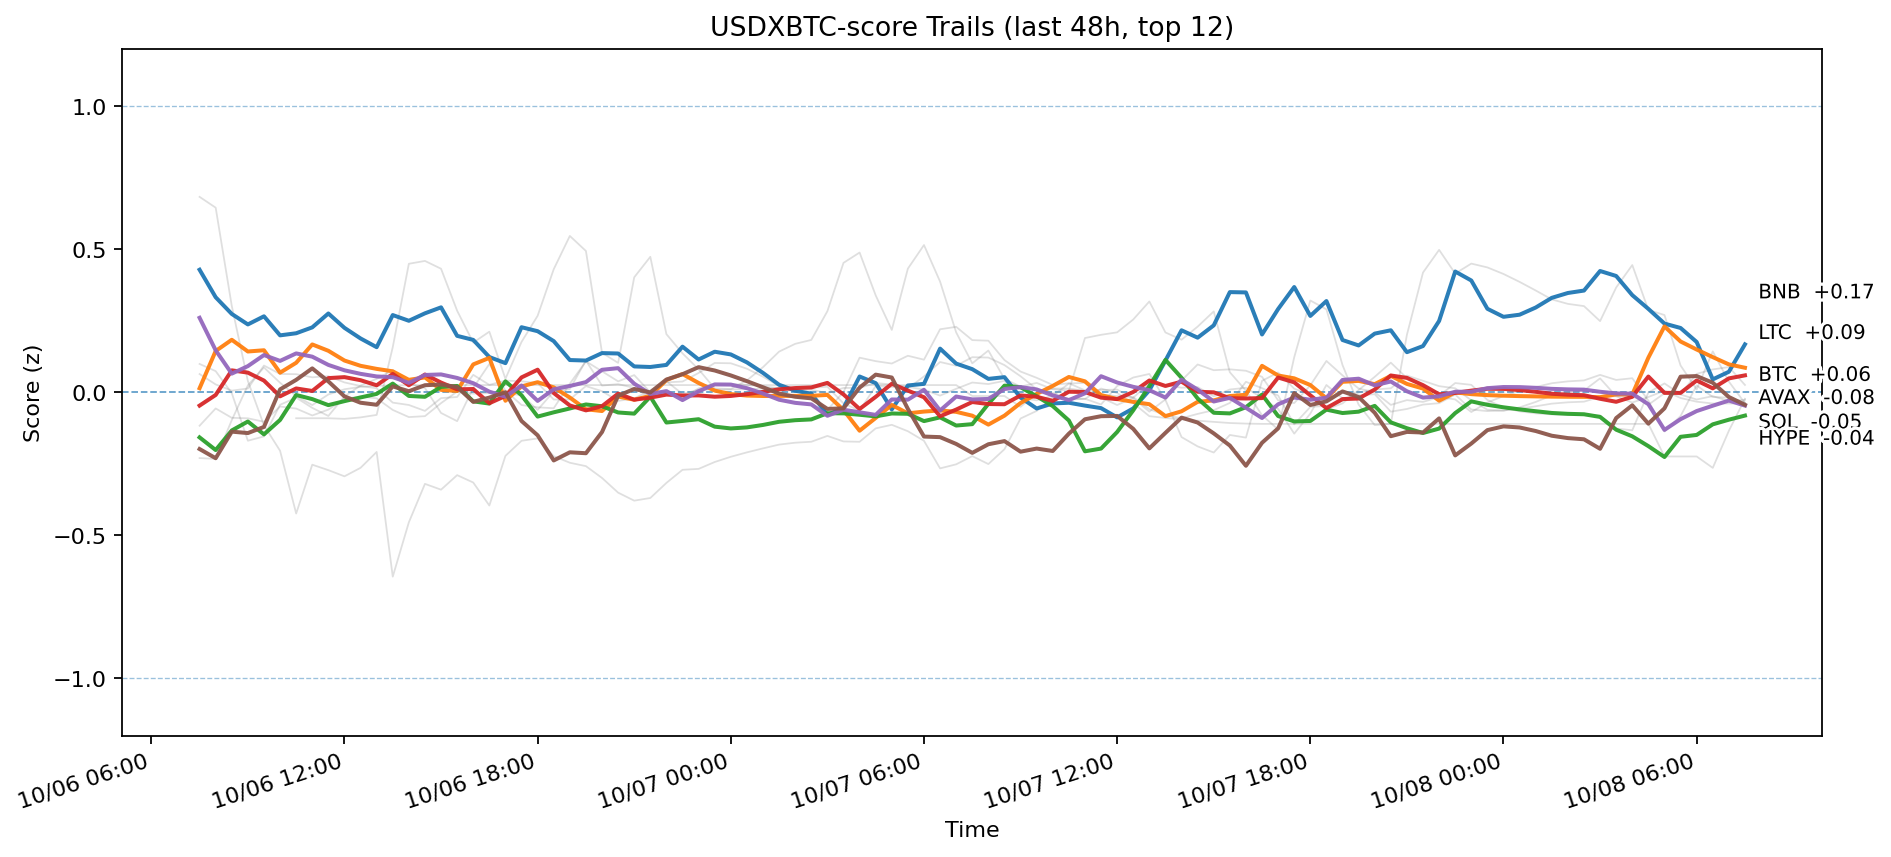 USDXBTC-score Trails (last 48h, top 12)
Score (z)
1.0
0.5
0.0
−0.5
−1.0
BNB +0.17
LTC +0.09
BTC +0.06
AVAX -0.08
SOL -0.05
HYPE -0.04
10/06 06:00
10/06 12:00
10/06 18:00
10/07 00:00
10/07 06:00
10/07 12:00
10/07 18:00
10/08 00:00
10/08 06:00
Time